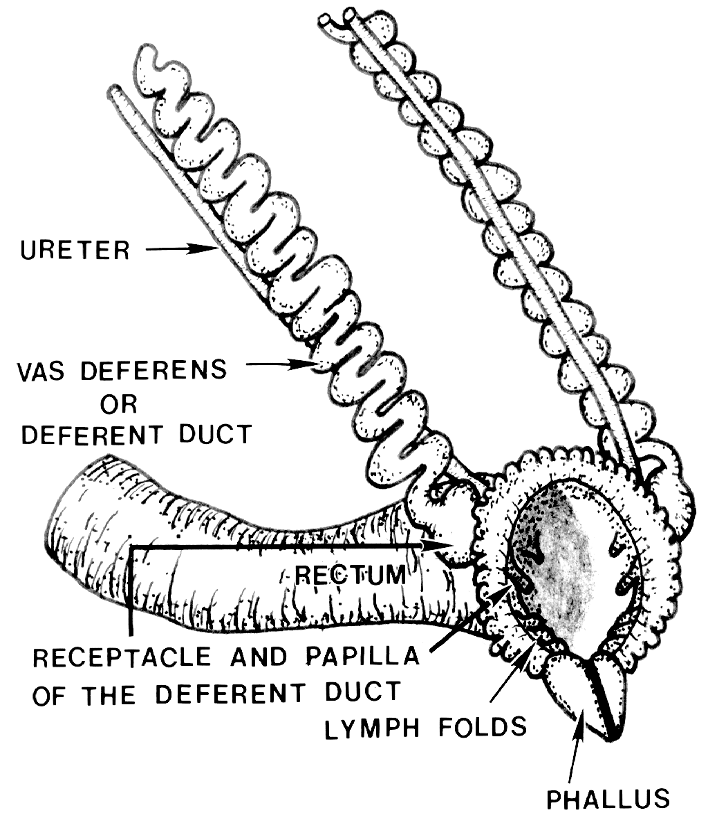 URETER
VAS DEFERENS
OR
DEFERENT DUCT
RECTUM
RECEPTACLE AND PAPILLA
OF THE DEFERENT DUCT
LYMPH FOLDS
PHALLUS